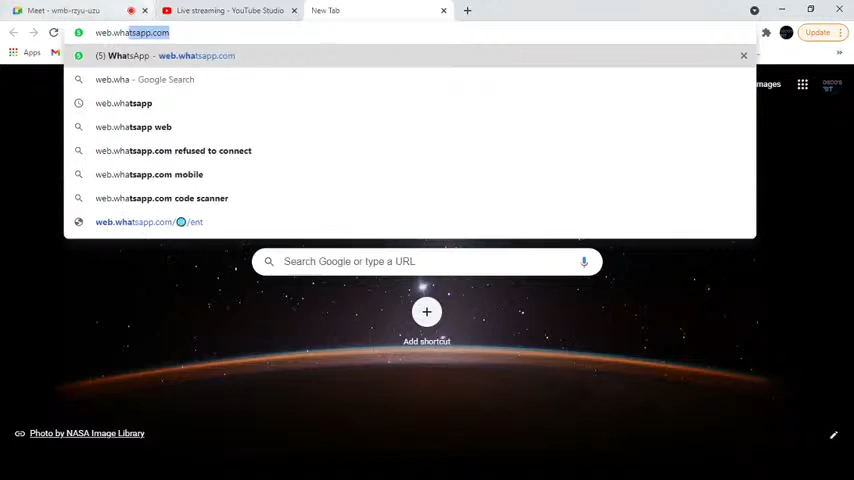 Meet - wmb-rzyu-uzu
Live streaming - YouTube Studio
New Tab
web.whatsapp.com
Update
Apps
(5) WhatsApp - web.whatsapp.com
web.wha - Google Search
web.whatsapp
web.whatsapp web
web.whatsapp.com refused to connect
web.whatsapp.com mobile
web.whatsapp.com code scanner
web.whatsapp.com/🌐/ent
mages
Search Google or type a URL
Add shortcut
Photo by NASA Image Library